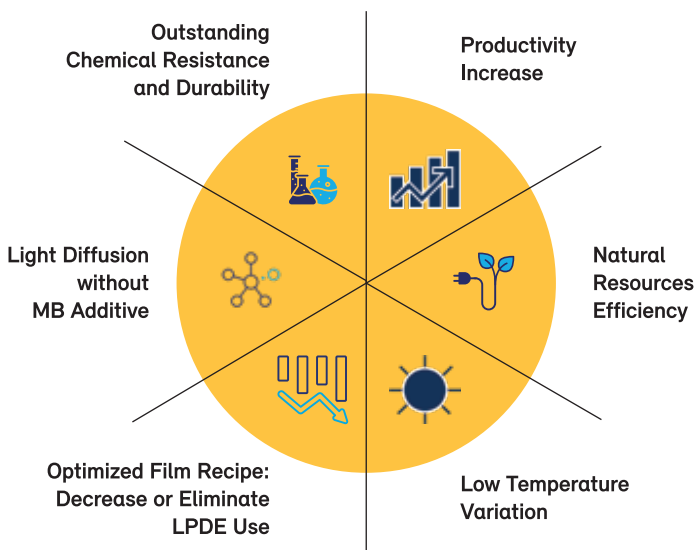 Outstanding
Chemical Resistance
and Durability
Productivity
Increase
Light Diffusion
without
MB Additive
Natural
Resources
Efficiency
Optimized Film Recipe:
Decrease or Eliminate
LPDE Use
Low Temperature
Variation